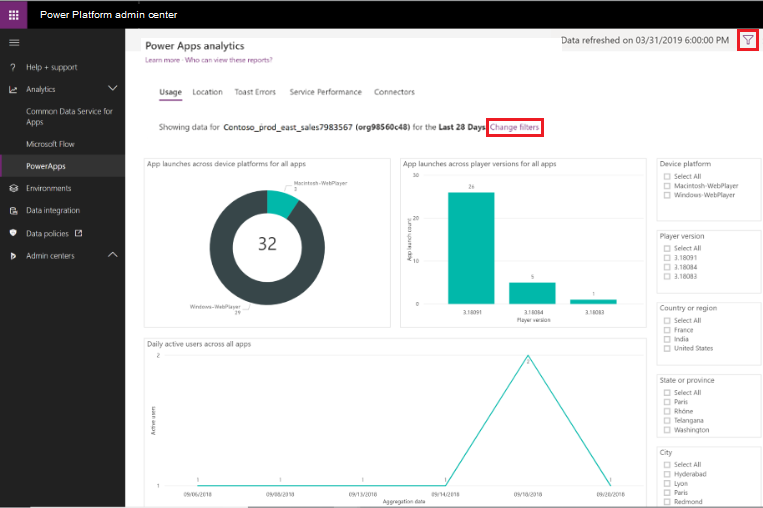 Power Platform admin center
Data refreshed on 03/31/2019 6:00:00 PM
Help + support
Analytics
Common Data Service for
Apps
Microsoft Flow
PowerApps
Environments
Data integration
Data policies
Admin centers
Power Apps analytics
Learn more · Who can view these reports?
Usage Location Toast Errors Service Performance Connectors
Showing data for Contoso_prod_east_sales7983567 (org98560c48) for the Last 28 Days Change filters
App launches across device platforms for all apps
Macintosh-WebPlayer
3
32
Windows-WebPlayer
29
App launches across player versions for all apps
App launch count
30
20
10
0
26
5
1
3.18091 3.18084 3.18083
Player version
Daily active users across all apps
Active users
2
1
1 1 1 1 2 1
09/06/2018 09/08/2018 09/13/2018 09/14/2018 09/18/2018 09/20/2018
Aggregation data
Device platform
Select All
Macintosh-WebPlayer
Windows-WebPlayer
Player version
Select All
3.18091
3.18084
3.18083
Country or region
Select All
France
India
United States
State or province
Select All
Paris
Rhône
Telangana
Washington
City
Select All
Hyderabad
Lyon
Paris
Redmond